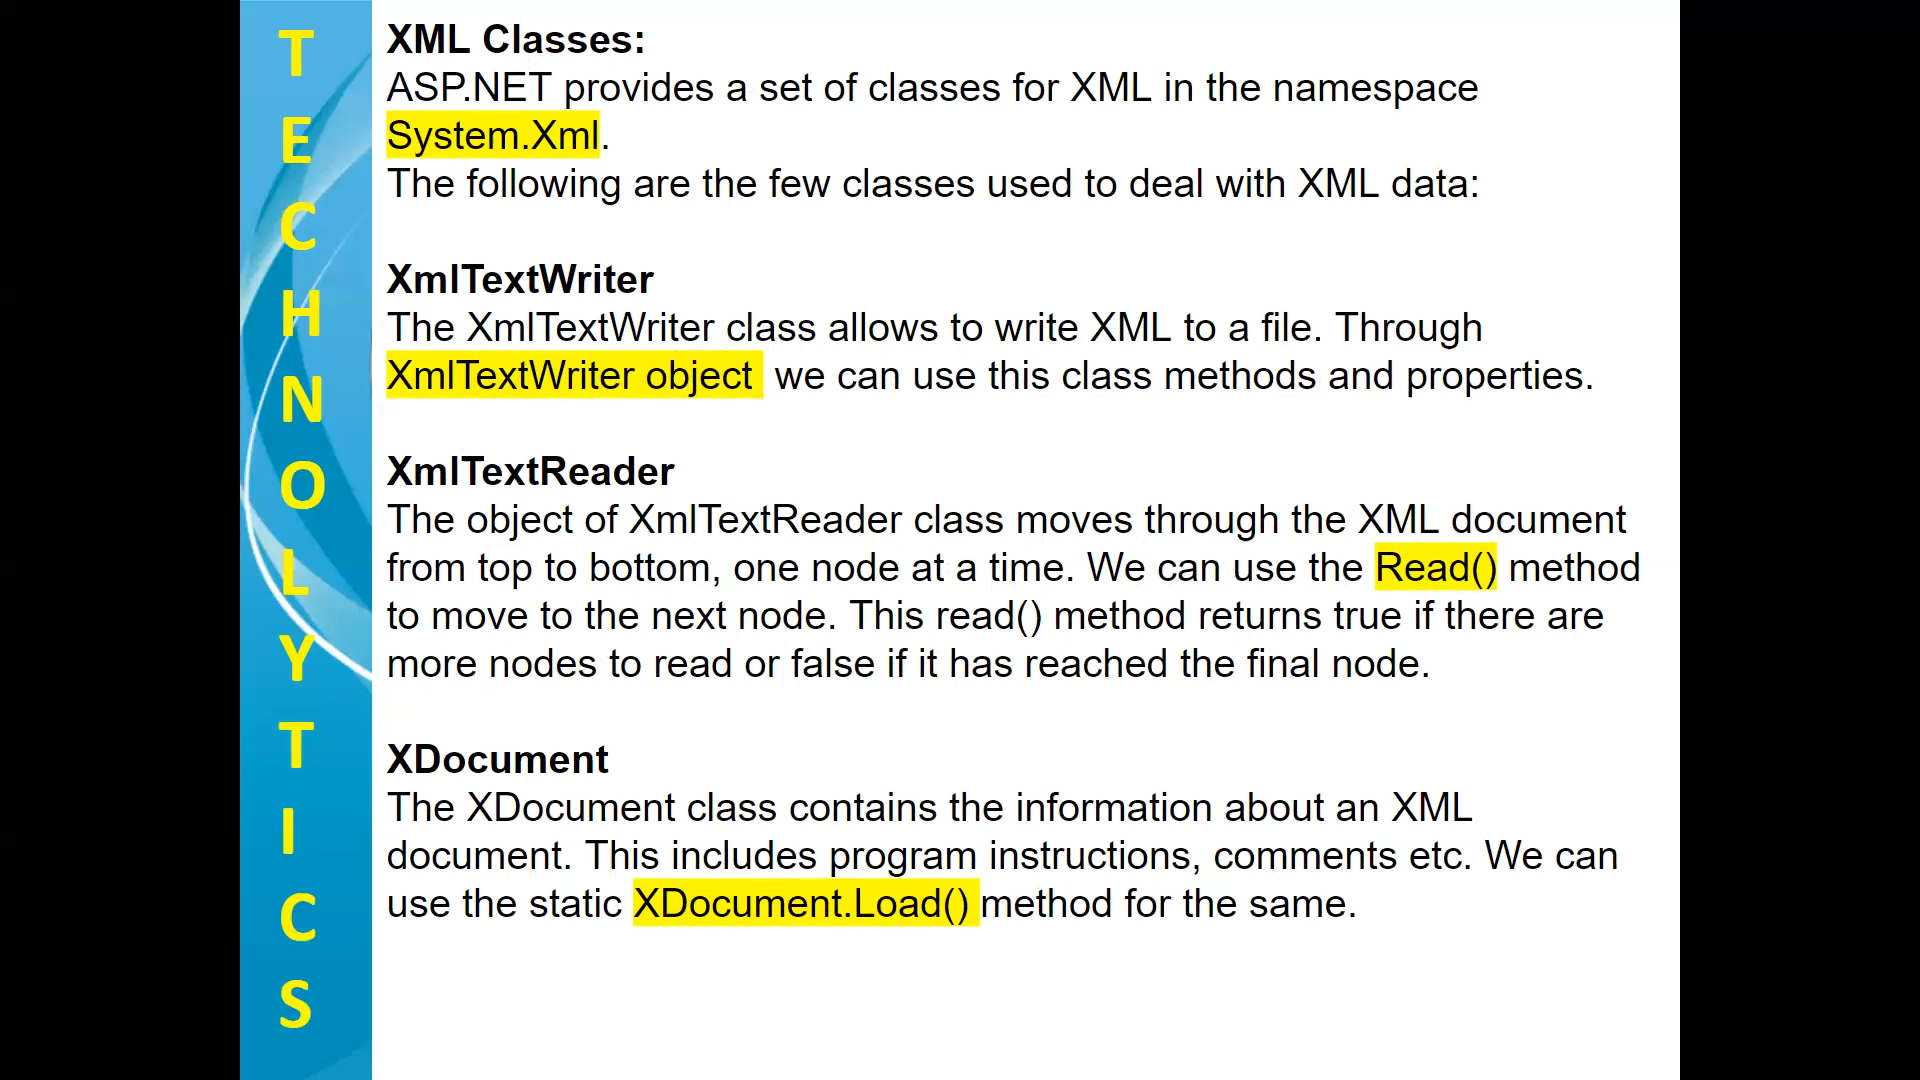 TECHNOLYTICS
XML Classes:
ASP.NET provides a set of classes for XML in the namespace
System.Xml.
The following are the few classes used to deal with XML data:
XmlTextWriter
The XmlTextWriter class allows to write XML to a file. Through
XmlTextWriter object  we can use this class methods and properties.
XmlTextReader
The object of XmlTextReader class moves through the XML document
from top to bottom, one node at a time. We can use the Read() method
to move to the next node. This read() method returns true if there are
more nodes to read or false if it has reached the final node.
XDocument
The XDocument class contains the information about an XML
document. This includes program instructions, comments etc. We can
use the static XDocument.Load() method for the same.